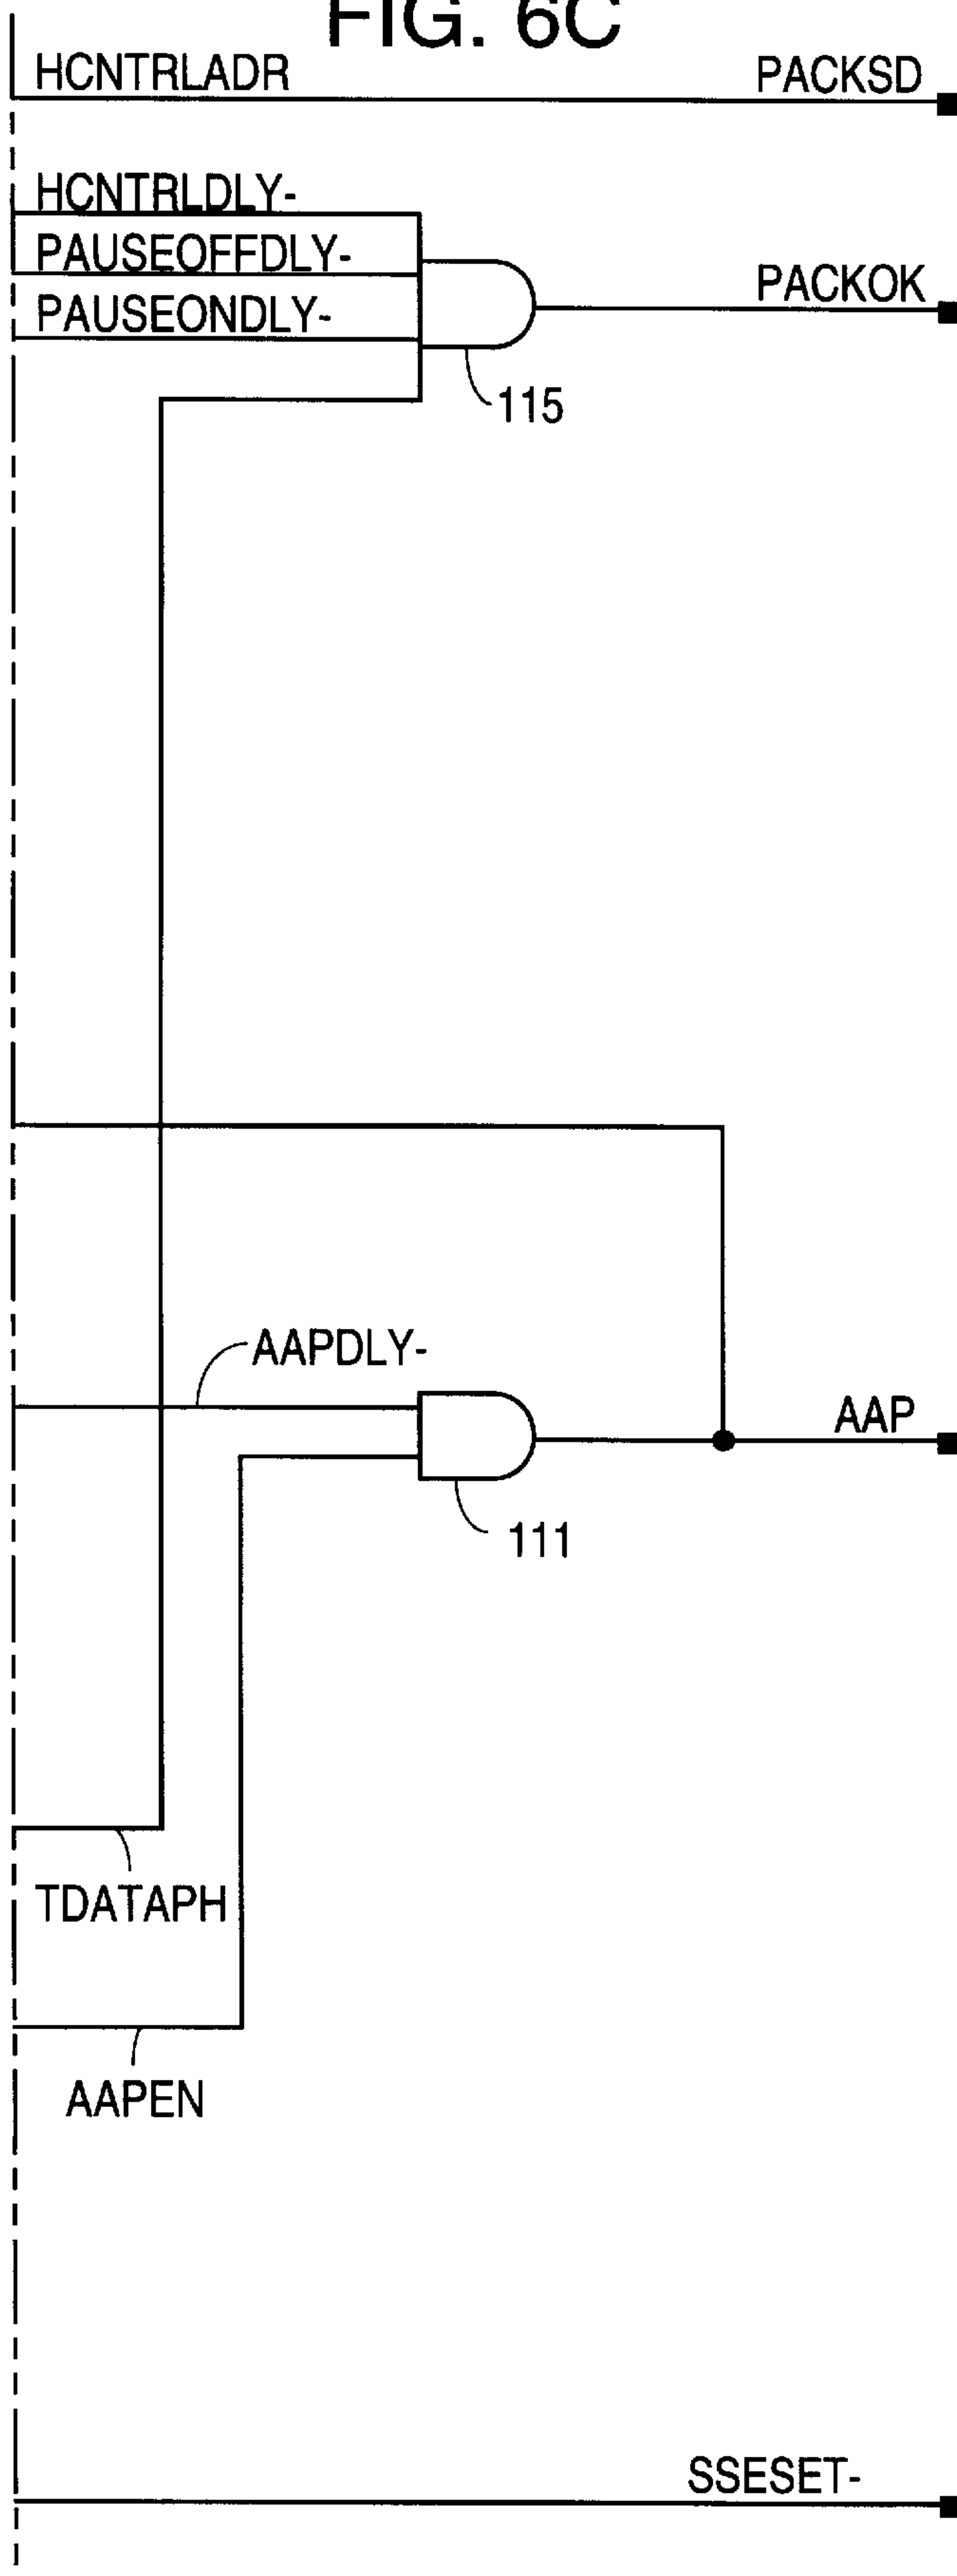 FIG. 6C
HCNTRLADR PACKSD
HCNTRLDLY-
PAUSEOFFDLY-
PACKOK
PAUSEONDLY-
115
AAPDLY-
AAP
111
TDATAPH
AAPEN
SSESET-